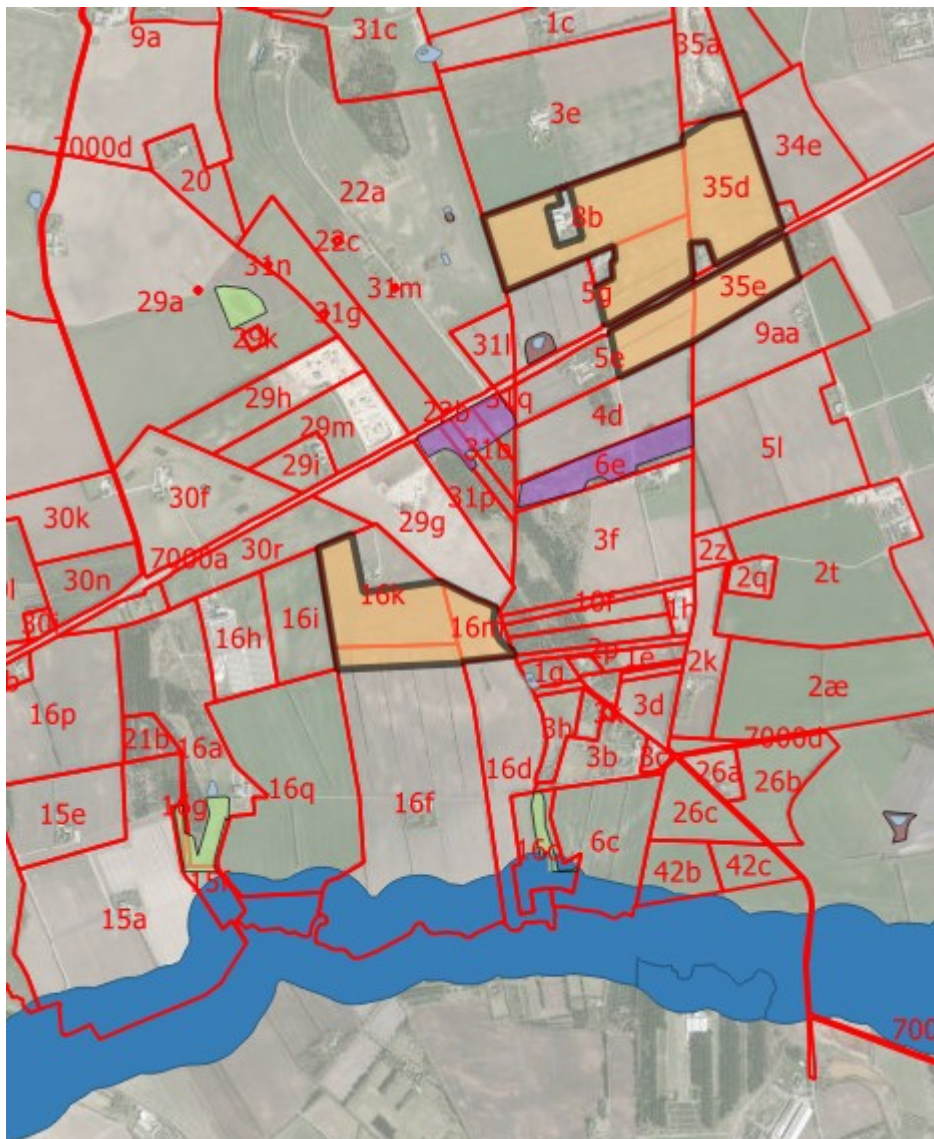 9a
31c
1c
35a
3e
7000d
34e
20
22a
35d
8b
22c
31n
31m
29a
5g
35e
31g
29k
31l
9aa
5e
29h
31q
22b
4d
29m
31b
5l
29i
6e
30f
31p
30k
29g
3f
30r
2z
7000a
2t
30n
2q
16k
10f
1h
30i
16i
16h
16m
2p
1e
2k
1q
2æ
16p
3d
3h
21b
7000d
16a
3b
3c
16d
26a
26b
16q
16f
15e
26c
6c
16c
42b
42c
15a